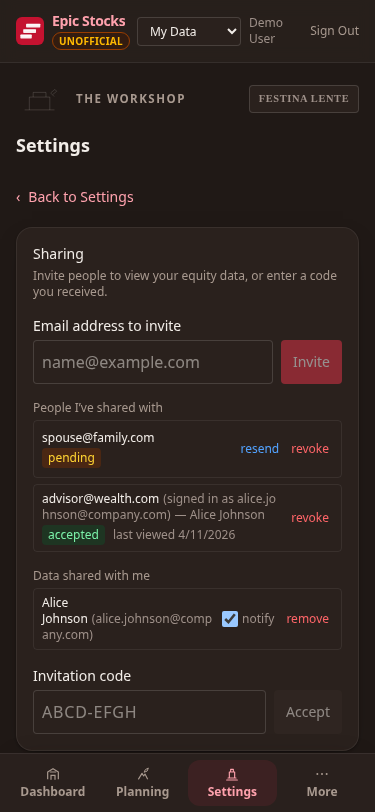 Epic Stocks
UNOFFICIAL
My Data
Demo
User
Sign Out
THE WORKSHOP
FESTINA LENTE
Settings
‹ Back to Settings
Sharing
Invite people to view your equity data, or enter a code
you received.
Email address to invite
name@example.com
Invite
People I've shared with
spouse@family.com
pending
resend
revoke
advisor@wealth.com (signed in as alice.jo
hnson@company.com) — Alice Johnson
accepted last viewed 4/11/2026
revoke
Data shared with me
Alice
Johnson (alice.johnson@comp
any.com)
notify
remove
Invitation code
ABCD-EFGH
Accept
Dashboard
Planning
Settings
More